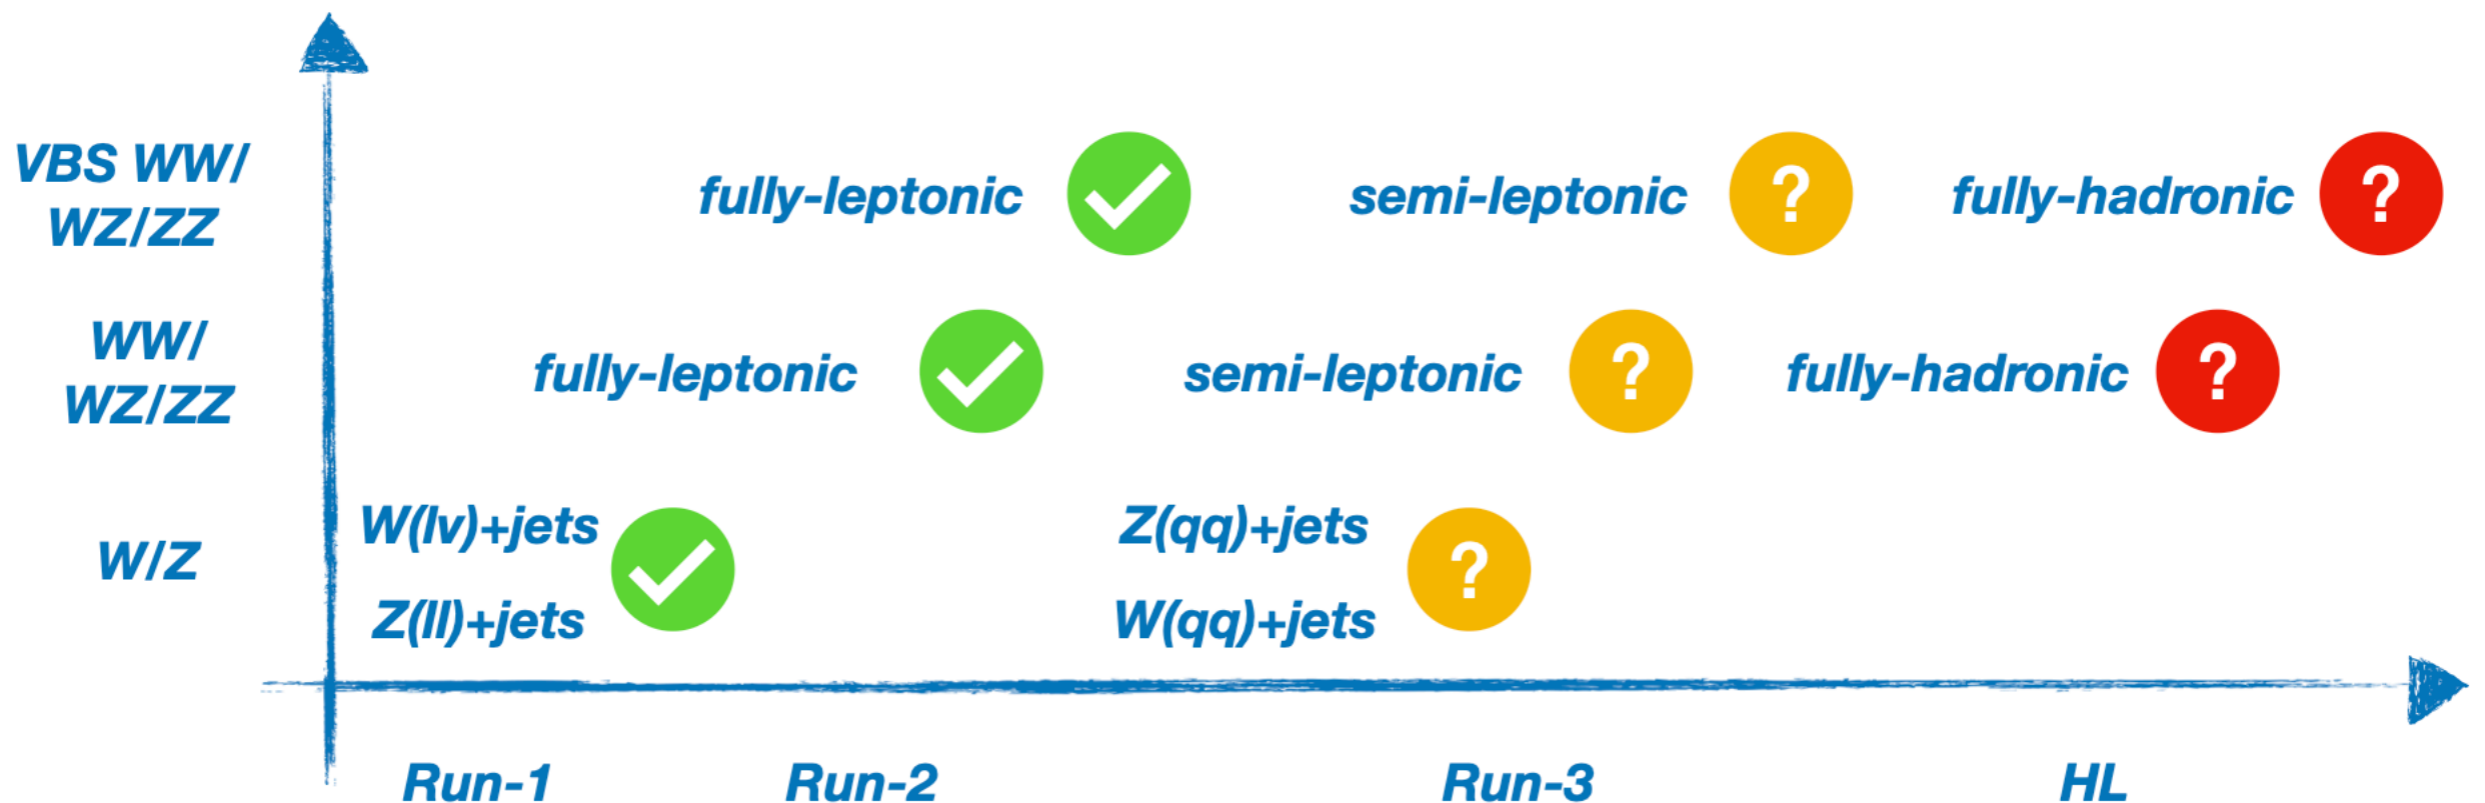 VBS WW/
WZ/ZZ
fully-leptonic
semi-leptonic
?
fully-hadronic
?
WW/
WZ/ZZ
fully-leptonic
semi-leptonic
?
fully-hadronic
?
W/Z
W(lv)+jets
Z(ll)+jets
Z(qq)+jets
W(qq)+jets
?
Run-1
Run-2
Run-3
HL